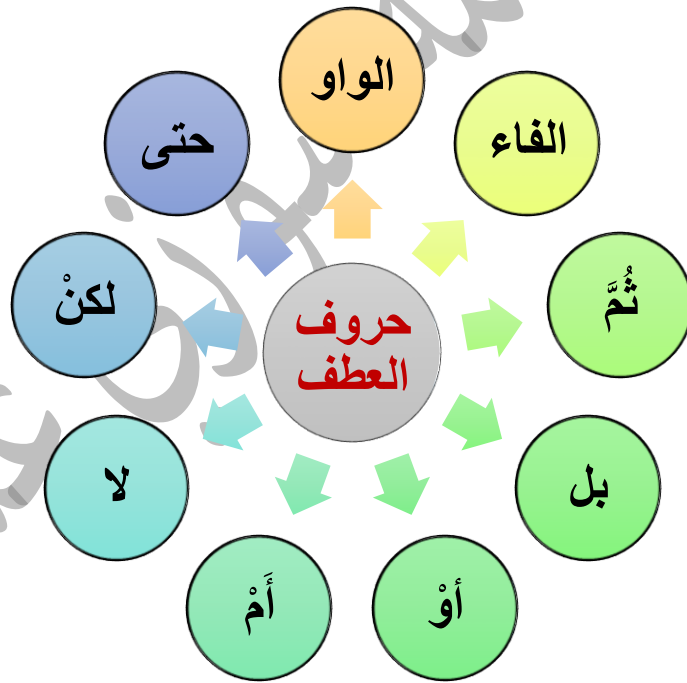 حروف
العطف
الواو
الفاء
ثُمَّ
بل
أوْ
أَمْ
لا
لكنْ
حتى